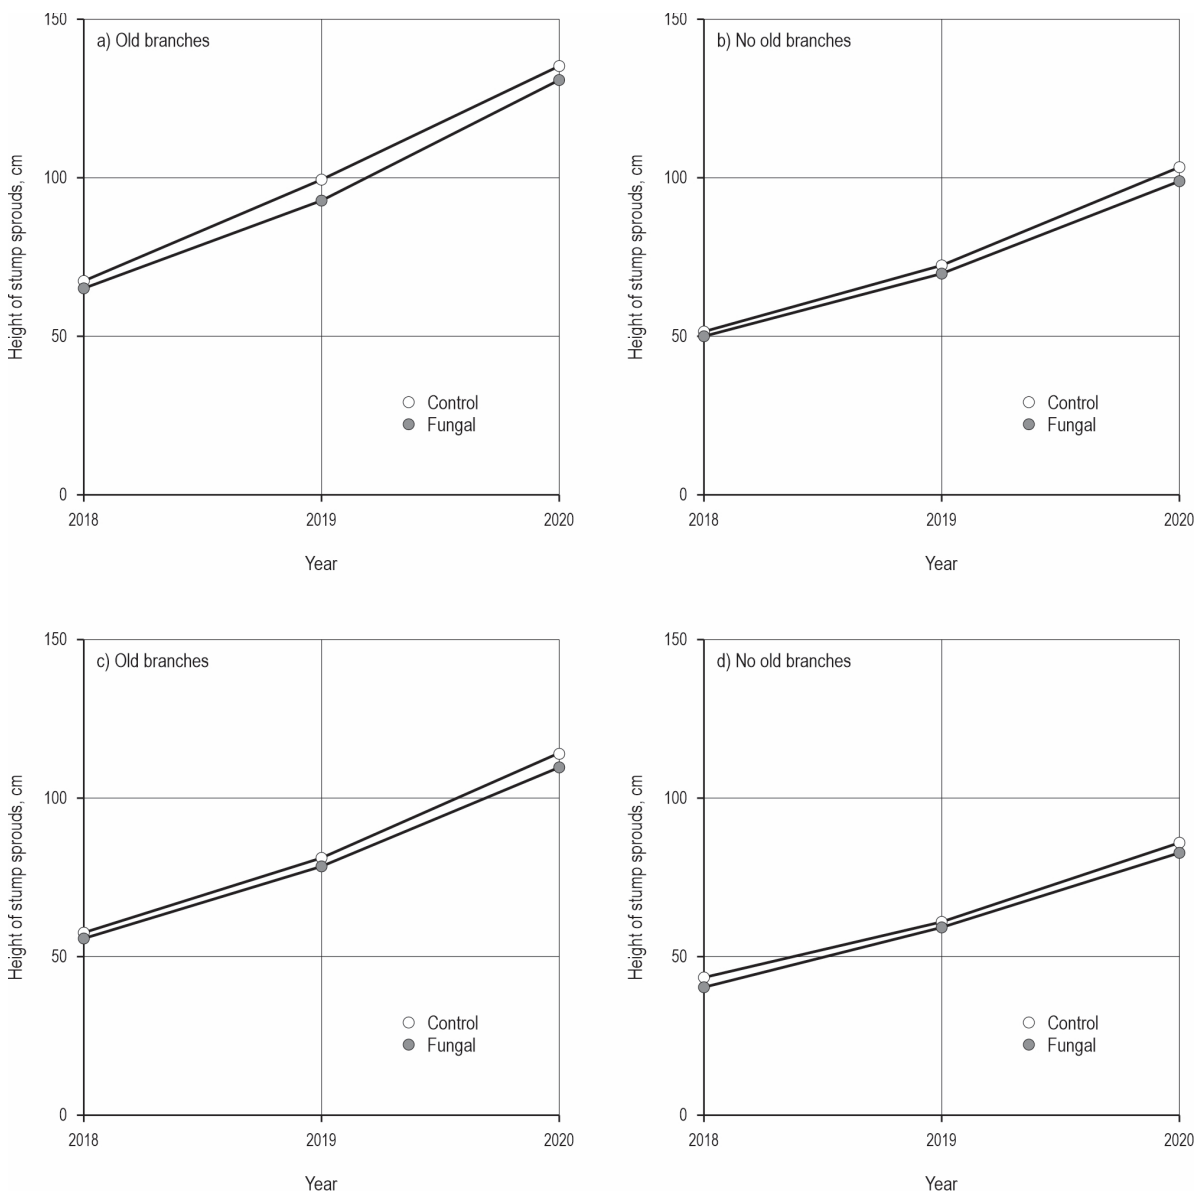 150
a) Old branches
100
50
0
Height of stump sprouds, cm
Control
Fungal
2018 2019 2020
Year
150
b) No old branches
100
50
0
Height of stump sprouds, cm
Control
Fungal
2018 2019 2020
Year
150
c) Old branches
100
50
0
Height of stump sprouds, cm
Control
Fungal
2018 2019 2020
Year
150
d) No old branches
100
50
0
Height of stump sprouds, cm
Control
Fungal
2018 2019 2020
Year